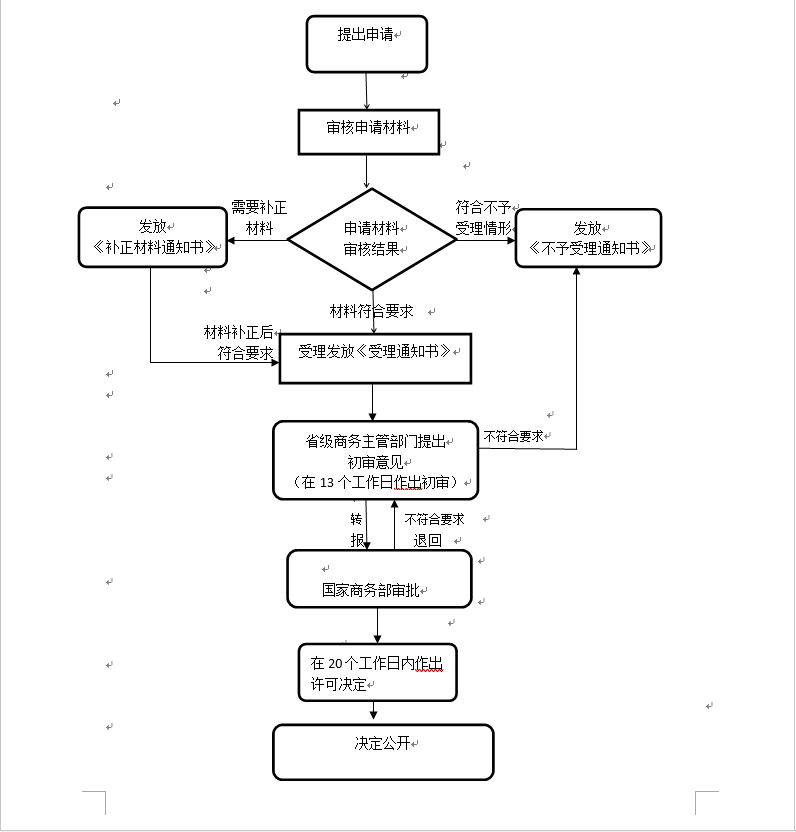 提出申请
审核申请材料
需要补正
材料
符合不予
受理情形
发放
《补正材料通知书》
申请材料
审核结果
发放
《不予受理通知书》
材料符合要求
材料补正后
符合要求
受理发放《受理通知书》
省级商务主管部门提出
初审意见
（在 13 个工作日作出初审）
不符合要求
转
报
不符合要求
退回
国家商务部审批
在 20 个工作日内作出
许可决定
决定公开